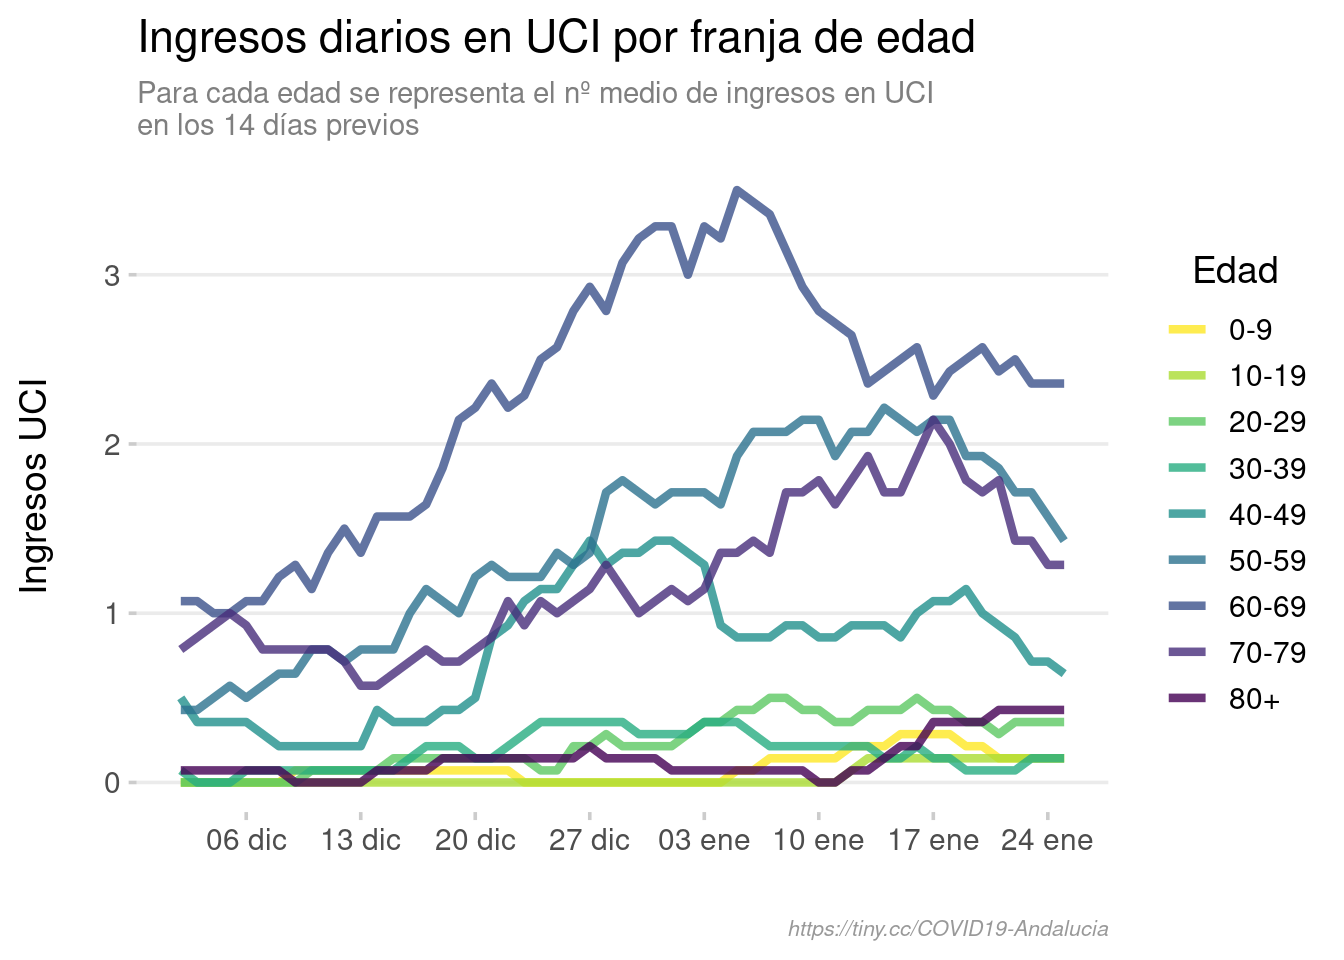 Ingresos diarios en UCI por franja de edad
Para cada edad se representa el nº medio de ingresos en UCI
en los 14 días previos
Ingresos UCI
3
2
1
0
06 dic
13 dic
20 dic
27 dic
03 ene
10 ene
17 ene
24 ene
Edad
0-9
10-19
20-29
30-39
40-49
50-59
60-69
70-79
80+
https://tiny.cc/COVID19-Andalucia